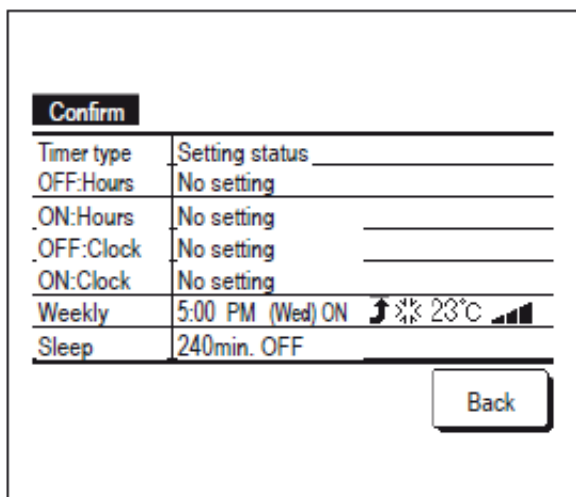 Confirm
Timer type Setting status
OFF:Hours No setting
ON:Hours No setting
OFF:Clock No setting
ON:Clock No setting
Weekly 5:00 PM (Wed) ON 23°C
Sleep 240min. OFF
Back